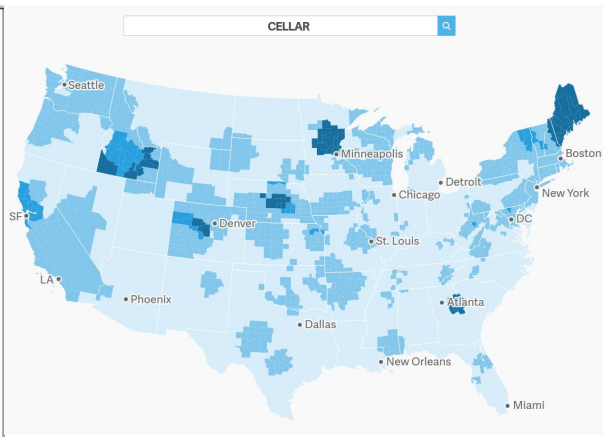 CELLAR
Seattle
Minneapolis
Boston
Detroit
Chicago
New York
SF
Denver
DC
St. Louis
LA
Phoenix
Atlanta
Dallas
New Orleans
Miami